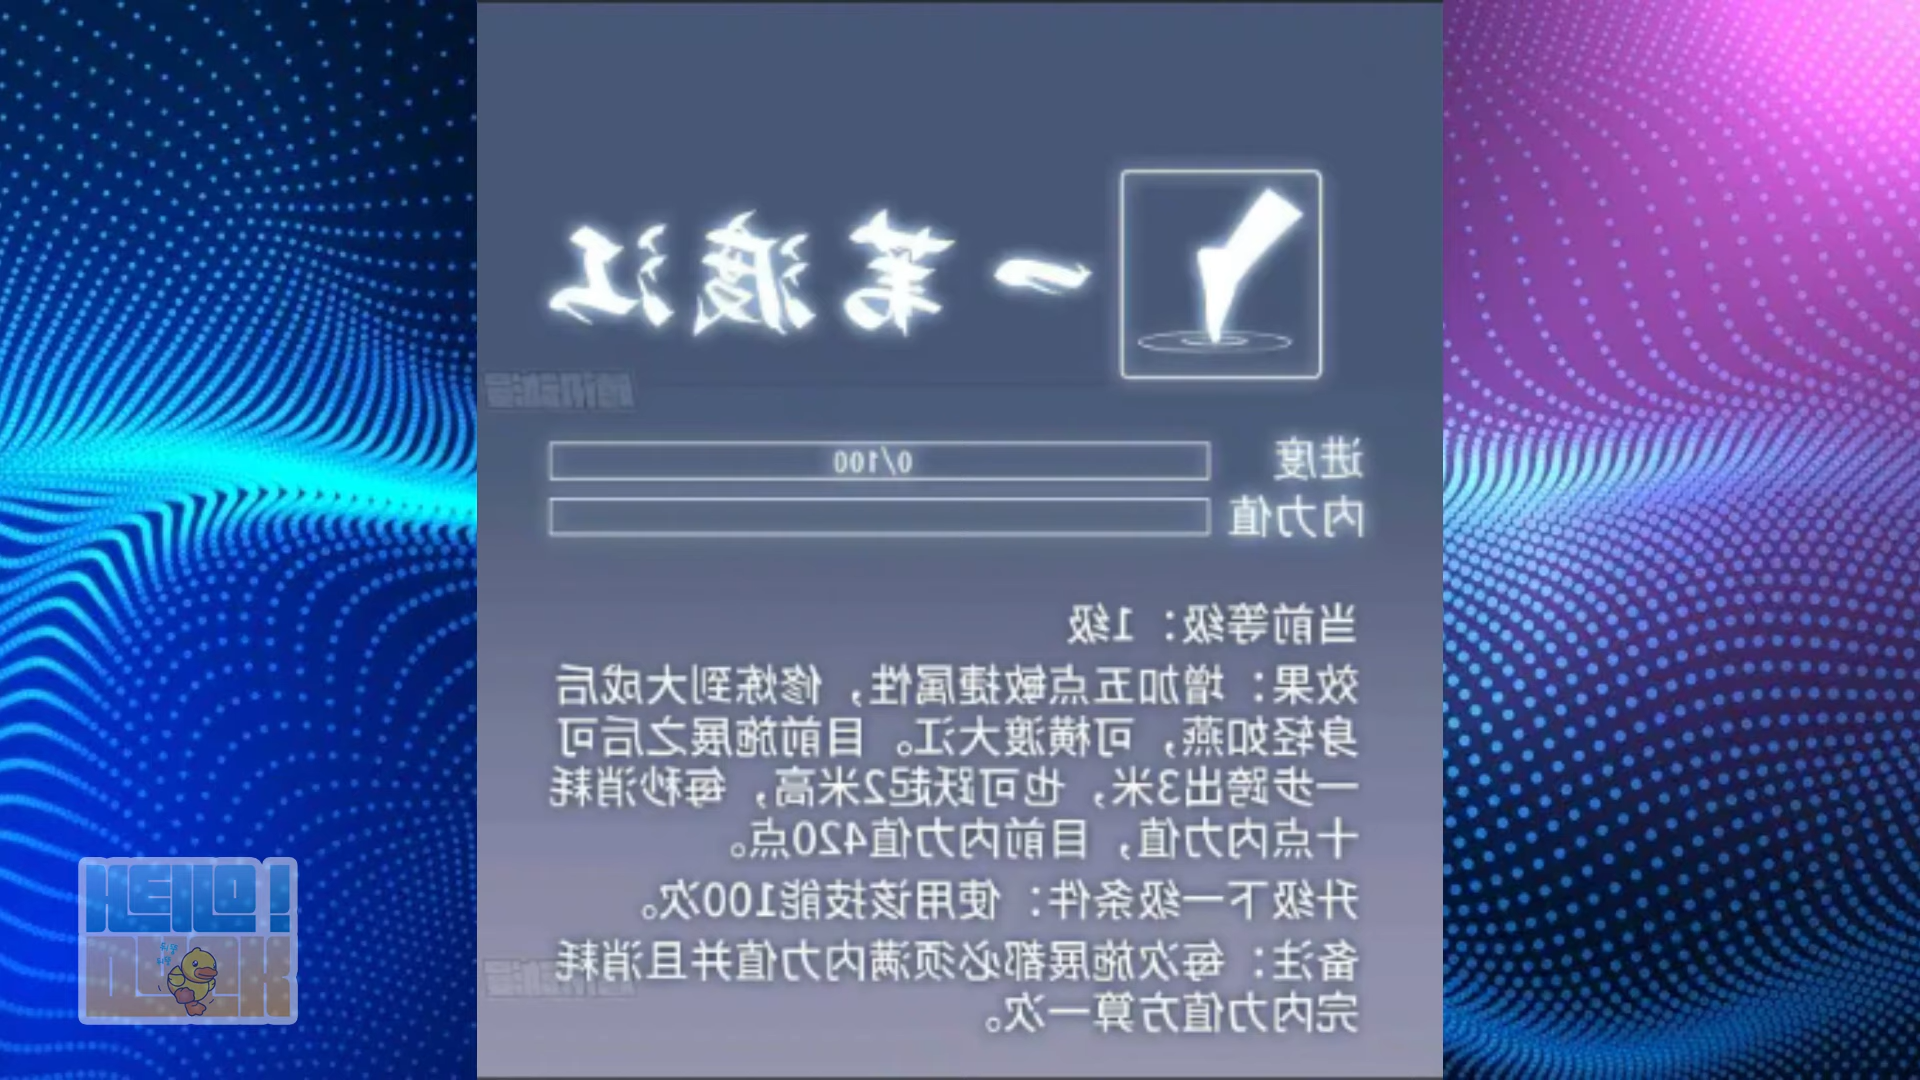 一苇渡江
进度
0/100
内力值
当前等级：1级
效果：增加五点敏捷属性，修炼到大成后
身轻如燕，可横渡大江。目前施展之后可
一步跨出3米，也可跃起2米高，每秒消耗
十点内力值，目前内力值420点。
升级下一级条件：使用该技能100次。
备注：每次施展都必须满内力值并且消耗
完内力值方算一次。
HELLO!
DUCK